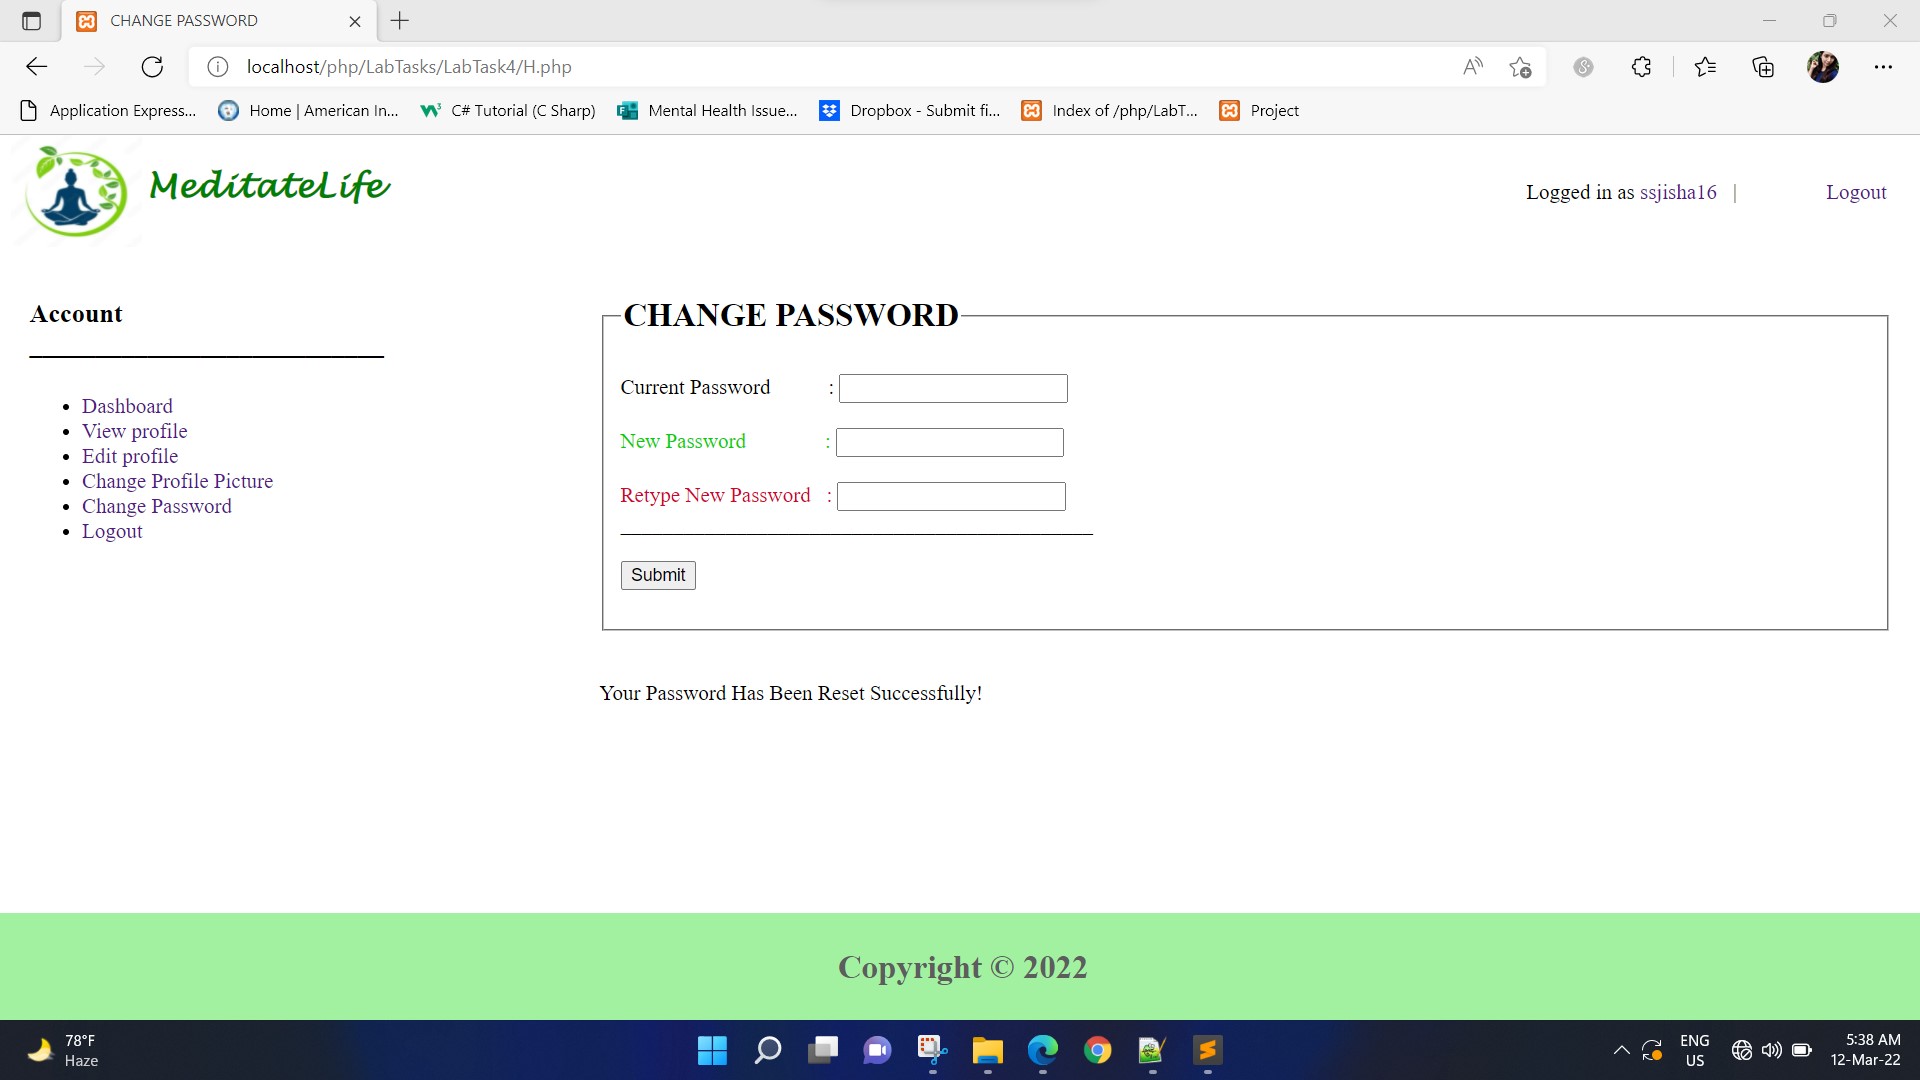 CHANGE PASSWORD
localhost/php/LabTasks/LabTask4/H.php
Application Express...
Home | American In...
C# Tutorial (C Sharp)
Mental Health Issue...
Dropbox - Submit fi...
Index of /php/LabT...
Project
MeditateLife
Logged in as ssjisha16 | Logout
Account
CHANGE PASSWORD
Current Password :
New Password :
Retype New Password :
Submit
Dashboard
View profile
Edit profile
Change Profile Picture
Change Password
Logout
Your Password Has Been Reset Successfully!
Copyright © 2022
78°F
Haze
ENG
US
5:38 AM
12-Mar-22